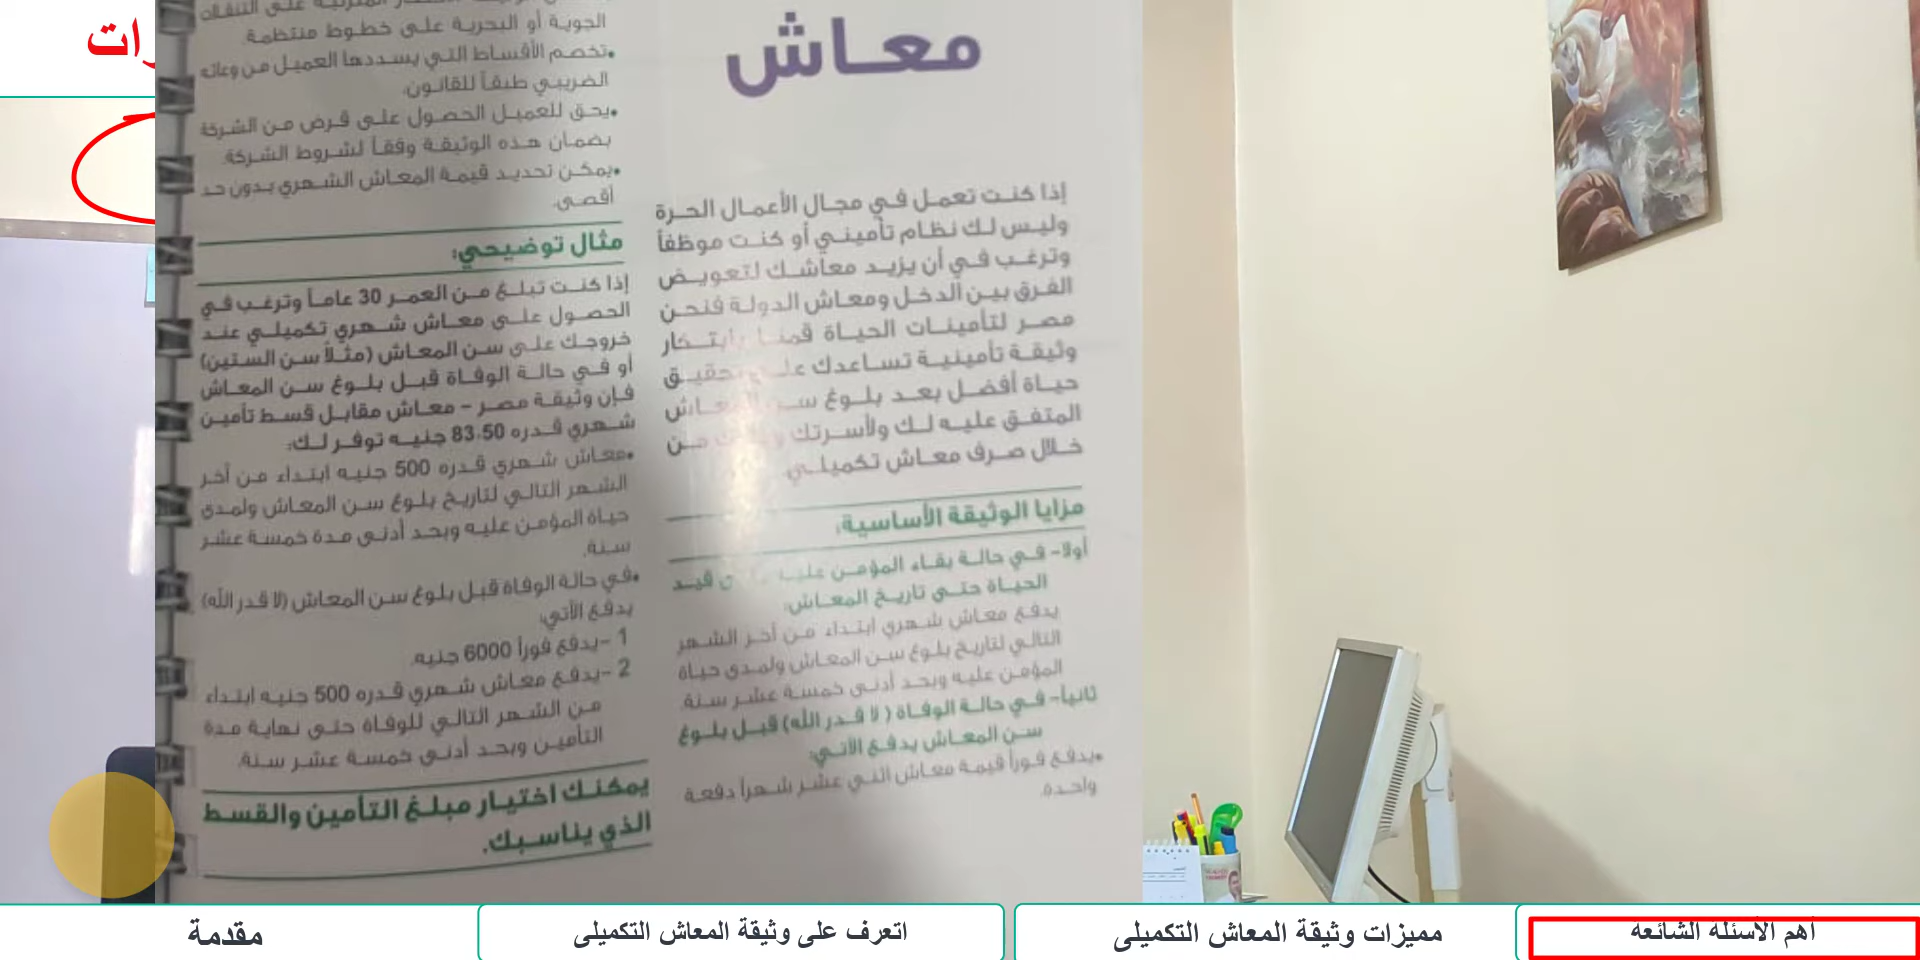 معاش
إذا كنت تعمل في مجال الأعمال الحرة
وليس لك نظام تأميني أو كنت موظفاً
وترغب في أن يزيد معاشك لتعويض
الفرق بين الدخل ومعاش الدولة فنحن
مصر لتأمينات الحياة قمنا بابتكار
وثيقة تأمينية تساعدك على تحقيق
حياة أفضل بعد بلوغ سن المعاش
المتفق عليه لك ولأسرتك من
خلال صرف معاش تكميلي.
مزايا الوثيقة الأساسية:
أولا- في حالة بقاء المؤمن عليه قيد
الحياة حتى تاريخ المعاش:
يدفع معاش شهري ابتداء من آخر الشهر
التالي لتاريخ بلوغ سن المعاش ولمدى حياة
المؤمن عليه وبحد أدنى خمسة عشر سنة.
ثانياً- في حالة الوفاة (لا قدر الله) قبل بلوغ
سن المعاش يدفع الآتي:
•يدفع فوراً قيمة معاش اثني عشر شهراً دفعة
واحدة.
الجوية أو البحرية على خطوط منتظمة.
•تخصم الأقساط التي يسددها العميل من وعائه
الضريبي طبقاً للقانون.
•يحق للعميل الحصول على قرض من الشركة
بضمان هذه الوثيقة وفقاً لشروط الشركة.
•يمكن تحديد قيمة المعاش الشهري بدون حد
أقصى.
مثال توضيحي:
إذا كنت تبلغ من العمر 30 عاماً وترغب في
الحصول على معاش شهري تكميلي عند
خروجك على سن المعاش (مثلاً سن الستين)
أو في حالة الوفاة قبل بلوغ سن المعاش
فإن وثيقة مصر - معاش مقابل قسط تأمين
شهري قدره 83.50 جنيه توفر لك:
•معاش شهري قدره 500 جنيه ابتداء من آخر
الشهر التالي لتاريخ بلوغ سن المعاش ولمدى
حياة المؤمن عليه وبحد أدنى مدة خمسة عشر
سنة.
•في حالة الوفاة قبل بلوغ سن المعاش (لا قدر الله)
يدفع الآتي:
1 -يدفع فوراً 6000 جنيه.
2 -يدفع معاش شهري قدره 500 جنيه ابتداء
من الشهر التالي للوفاة حتى نهاية مدة
التأمين وبحد أدنى خمسة عشر سنة.
يمكنك اختيار مبلغ التأمين والقسط
الذي يناسبك.
أهم الأسئلة الشائعة
مميزات وثيقة المعاش التكميلى
اتعرف على وثيقة المعاش التكميلى
مقدمة